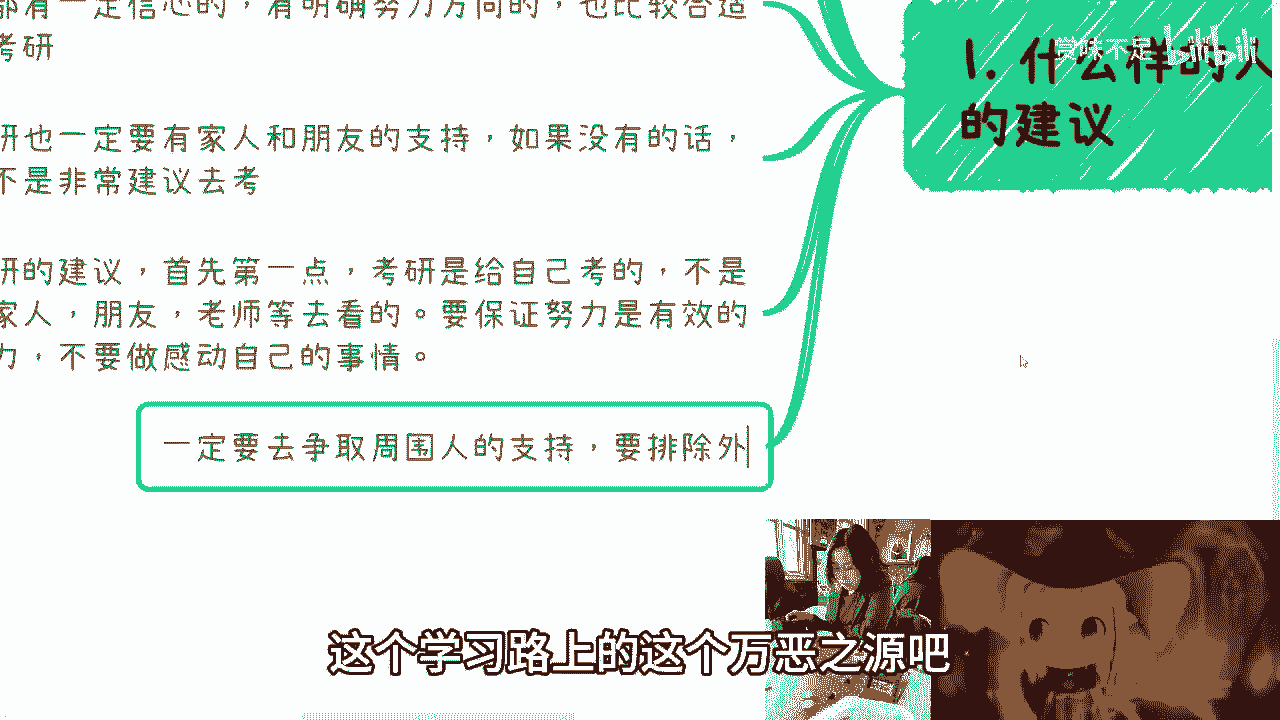 都有一定信心的，有明确努力方向的，也比较合适
考研
研也一定要有家人和朋友的支持，如果没有的话，
不是非常建议去考
研的建议，首先第一点，考研是给自己考的，不是
家人，朋友，老师等去看的。要保证努力是有效的
力，不要做感动自己的事情。
一定要去争取周围人的支持，要排除外
1. 什么样的人
的建议
这个学习路上的这个万恶之源吧